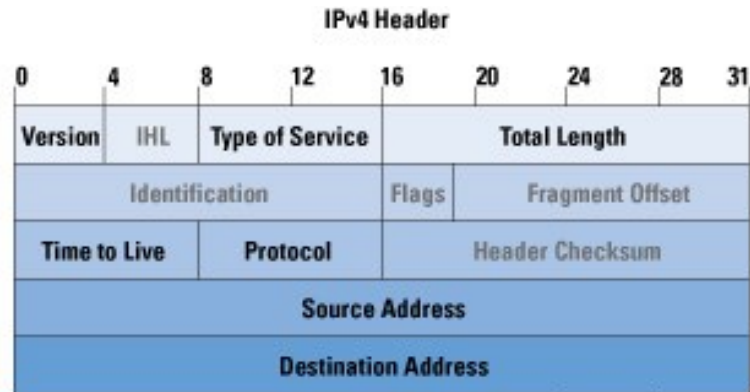 IPv4 Header
0 4 8 12 16 20 24 28 31
Version IHL Type of Service Total Length
Identification Flags Fragment Offset
Time to Live Protocol Header Checksum
Source Address
Destination Address